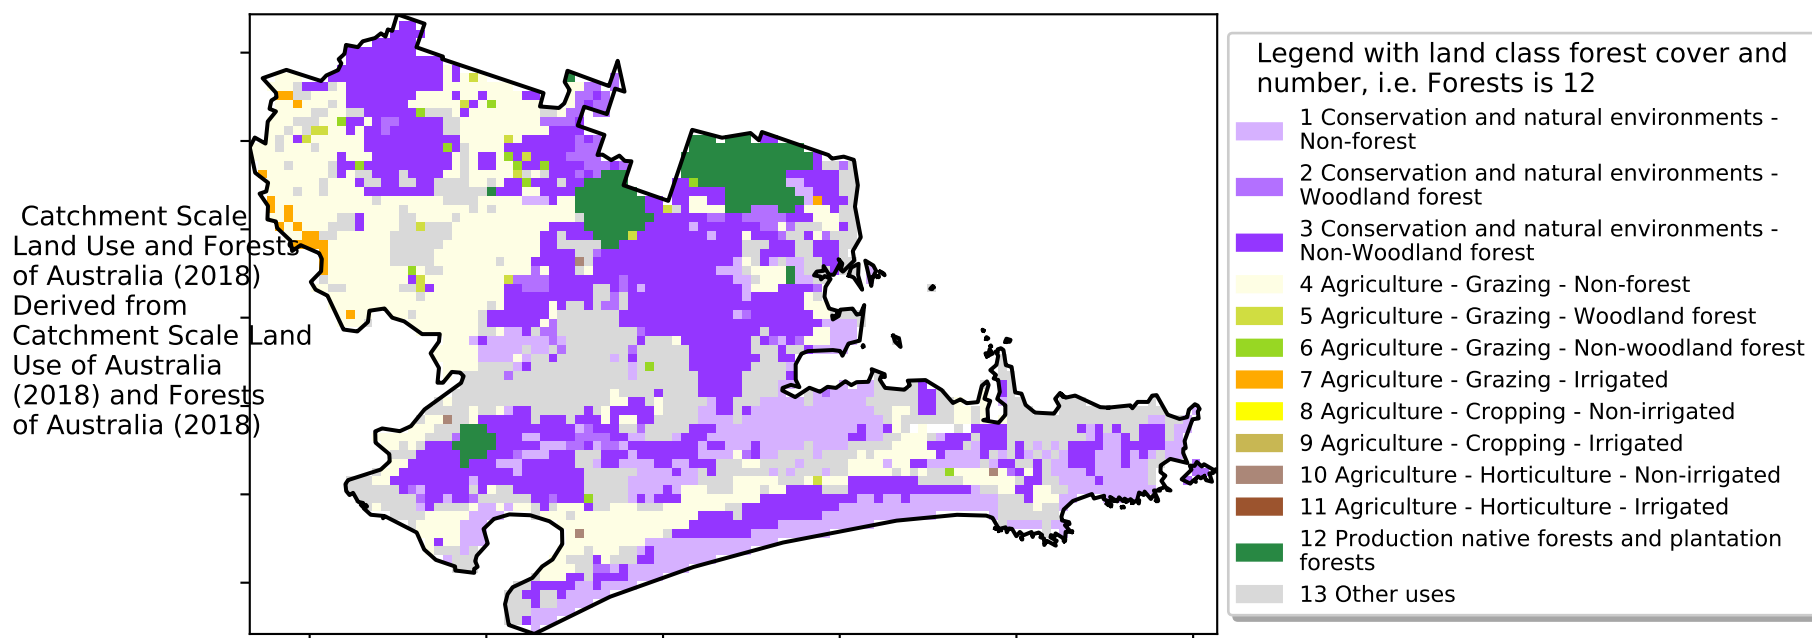 Catchment Scale
Land Use and Forests
of Australia (2018)
Derived from
Catchment Scale Land
Use of Australia
(2018) and Forests
of Australia (2018)
Legend with land class forest cover and
number, i.e. Forests is 12
1 Conservation and natural environments -
Non-forest
2 Conservation and natural environments -
Woodland forest
3 Conservation and natural environments -
Non-Woodland forest
4 Agriculture - Grazing - Non-forest
5 Agriculture - Grazing - Woodland forest
6 Agriculture - Grazing - Non-woodland forest
7 Agriculture - Grazing - Irrigated
8 Agriculture - Cropping - Non-irrigated
9 Agriculture - Cropping - Irrigated
10 Agriculture - Horticulture - Non-irrigated
11 Agriculture - Horticulture - Irrigated
12 Production native forests and plantation
forests
13 Other uses